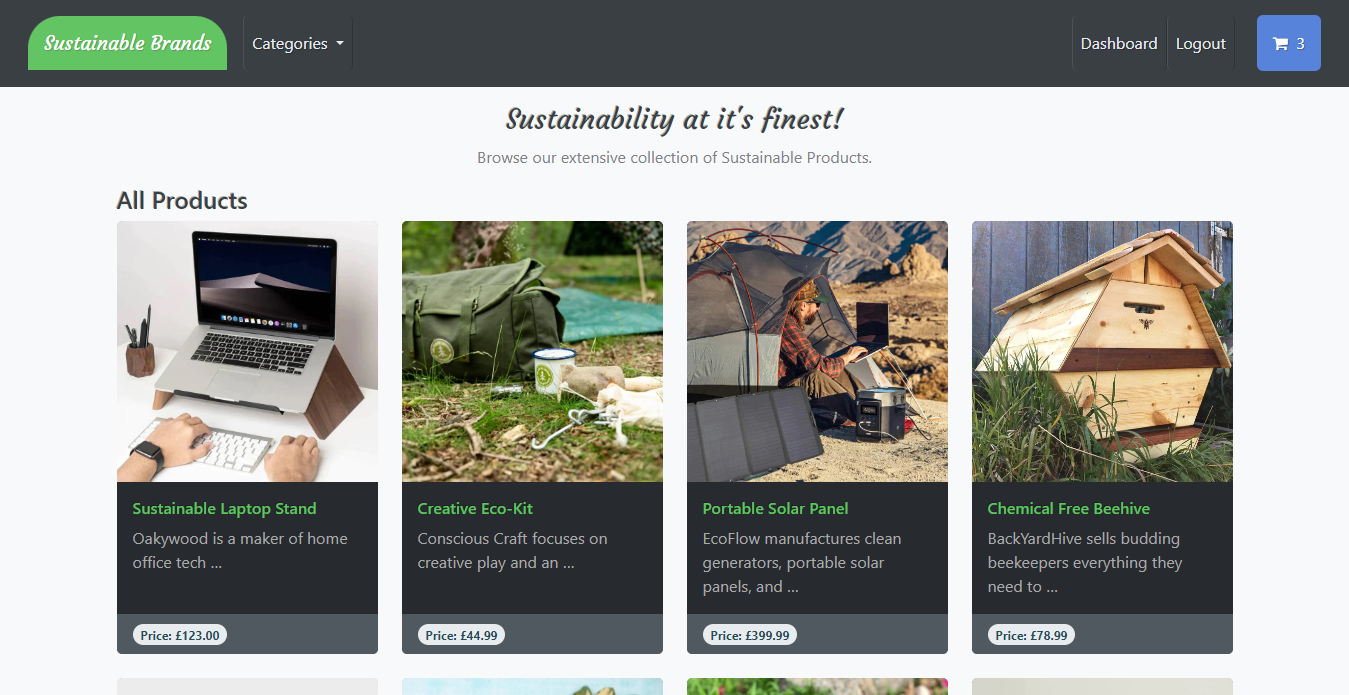 Sustainable Brands
Categories
Dashboard
Logout
3
Sustainability at it's finest!
Browse our extensive collection of Sustainable Products.
All Products
Sustainable Laptop Stand
Oakywood is a maker of home
office tech ...
Price: £123.00
Creative Eco-Kit
Conscious Craft focuses on
creative play and an ...
Price: £44.99
Portable Solar Panel
EcoFlow manufactures clean
generators, portable solar
panels, and ...
Price: £399.99
Chemical Free Beehive
BackYardHive sells budding
beekeepers everything they
need to ...
Price: £78.99